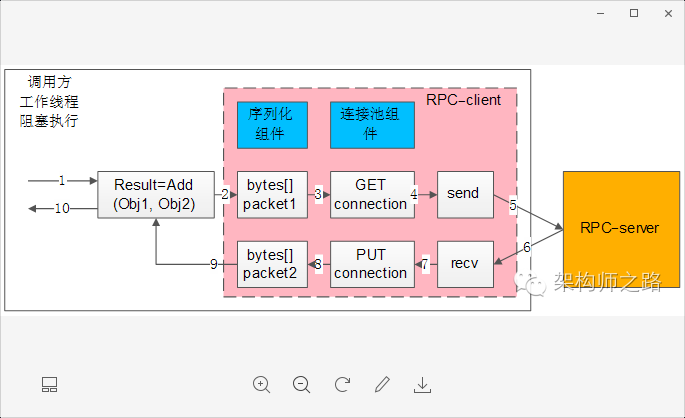 调用方
工作线程
阻塞执行
RPC-client
序列化
组件
连接池组
件
1
10
Result=Add
(Obj1, Obj2)
2
bytes[]
packet1
3
GET
connection
4
send
5
RPC-server
6
9
bytes[]
packet2
8
PUT
connection
7
recv
架构师之路